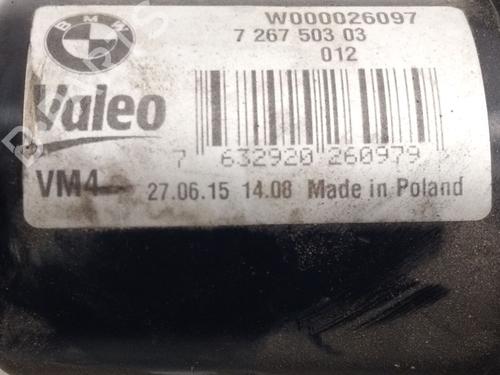 BMW
W000026097
7 267 503 03
012
Valeo
7 632920 260979
VM4
27.06.15 14.08 Made in Poland